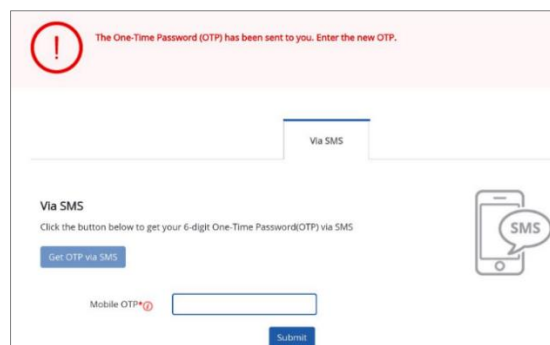 The One-Time Password (OTP) has been sent to you. Enter the new OTP.
Via SMS
Via SMS
Click the button below to get your 6-digit One-Time Password(OTP) via SMS
SMS
Get OTP via SMS
Mobile OTP*
Submit